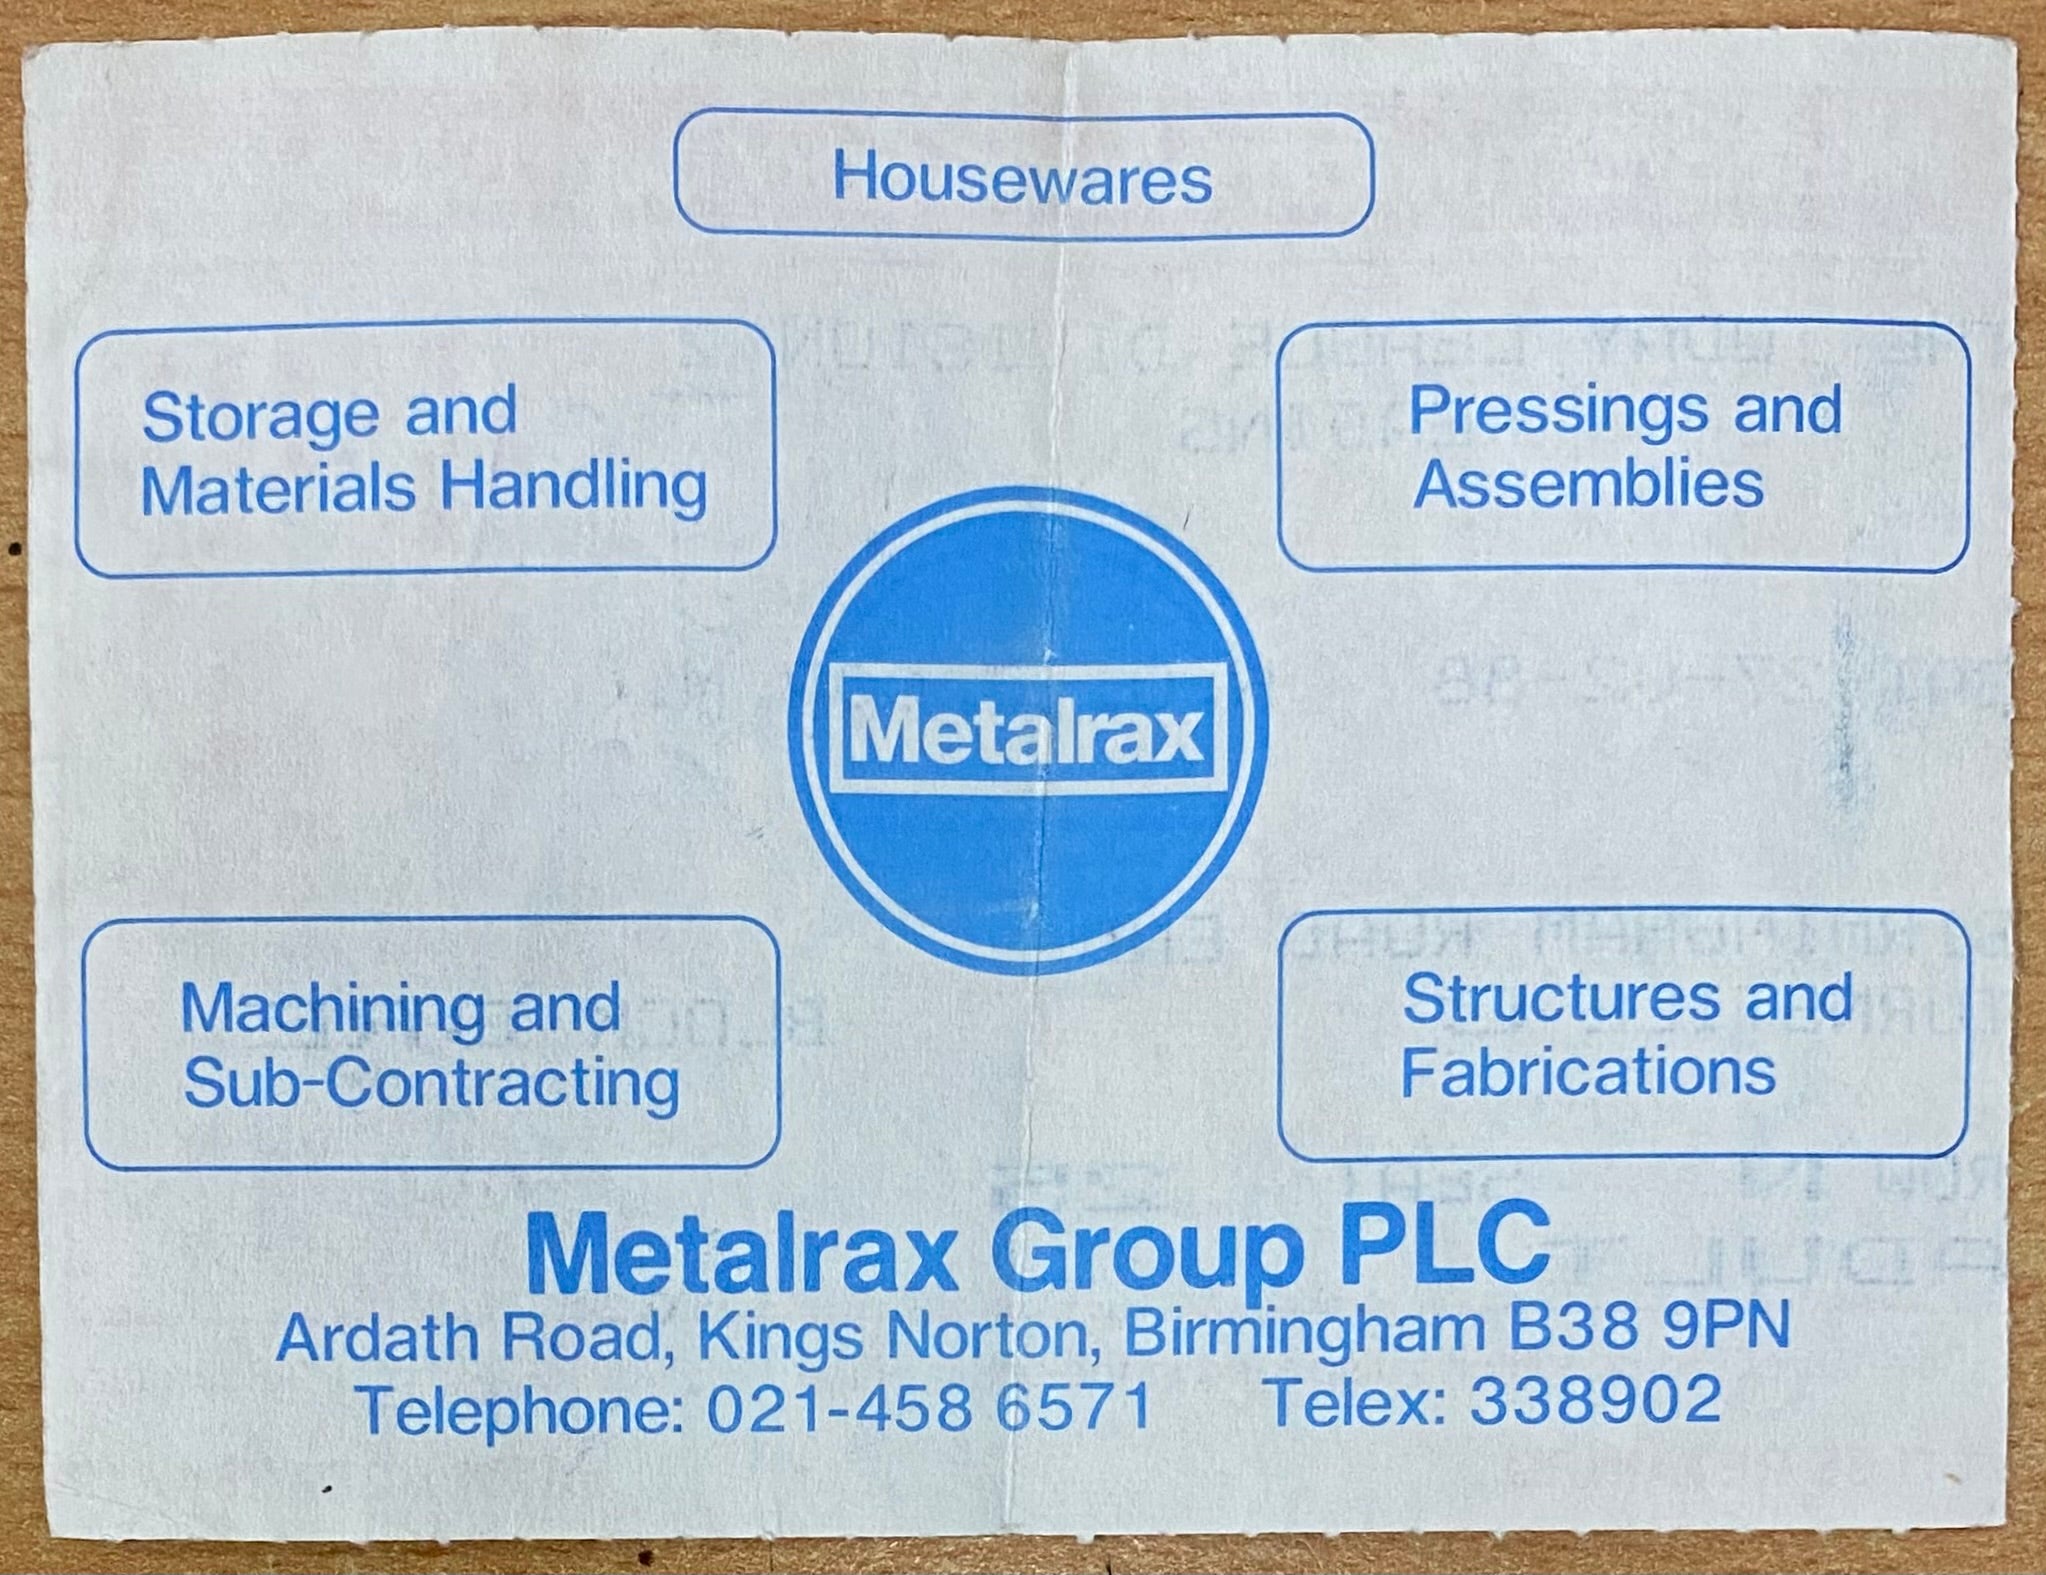 Housewares
Storage and
Materials Handling
Pressings and
Assemblies
Metalrax
Machining and
Sub-Contracting
Structures and
Fabrications
Metalrax Group PLC
Ardath Road, Kings Norton, Birmingham B38 9PN
Telephone: 021-458 6571 Telex: 338902